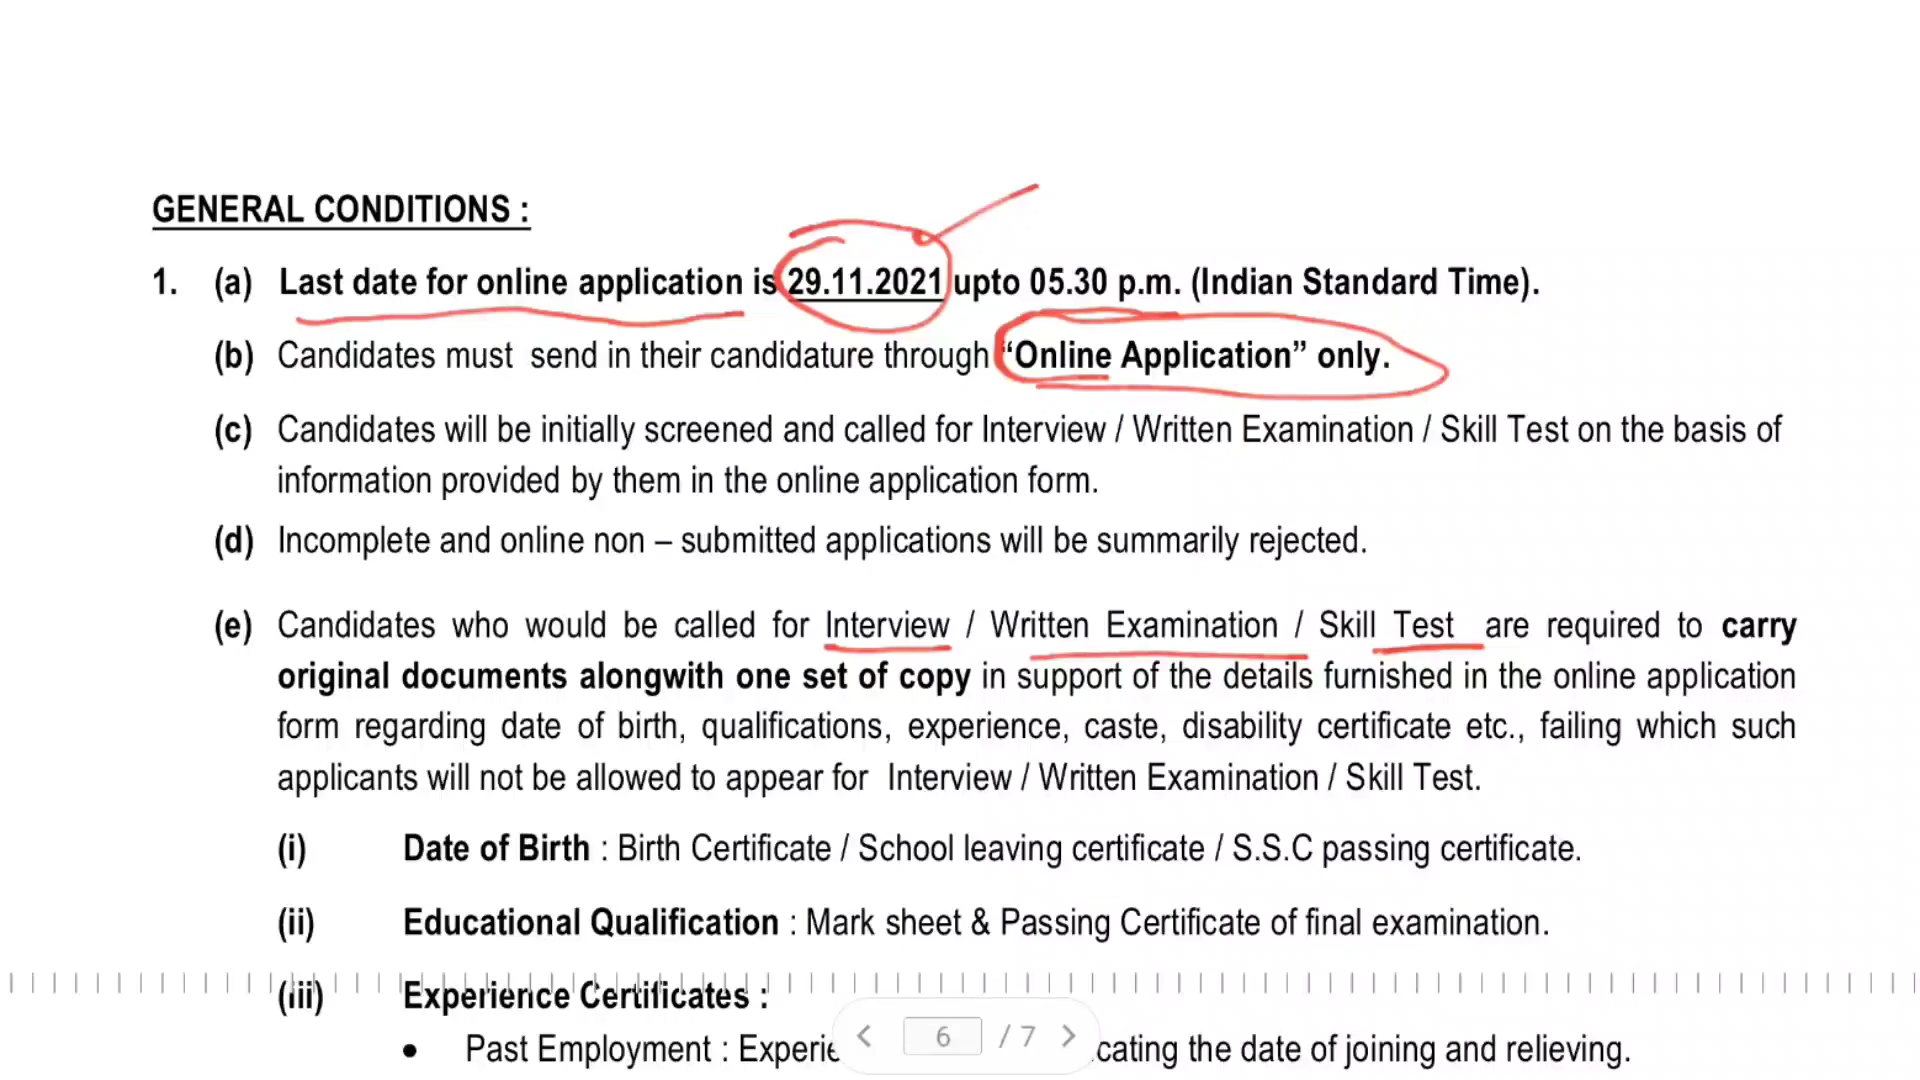 GENERAL CONDITIONS :
1. (a) Last date for online application is 29.11.2021 upto 05.30 p.m. (Indian Standard Time).
(b) Candidates must send in their candidature through “Online Application” only.
(c) Candidates will be initially screened and called for Interview / Written Examination / Skill Test on the basis of
information provided by them in the online application form.
(d) Incomplete and online non – submitted applications will be summarily rejected.
(e) Candidates who would be called for Interview / Written Examination / Skill Test are required to carry
original documents alongwith one set of copy in support of the details furnished in the online application
form regarding date of birth, qualifications, experience, caste, disability certificate etc., failing which such
applicants will not be allowed to appear for Interview / Written Examination / Skill Test.
(i) Date of Birth : Birth Certificate / School leaving certificate / S.S.C passing certificate.
(ii) Educational Qualification : Mark sheet & Passing Certificate of final examination.
(iii) Experience Certificates :
• Past Employment : the date of joining and relieving.
6 / 7